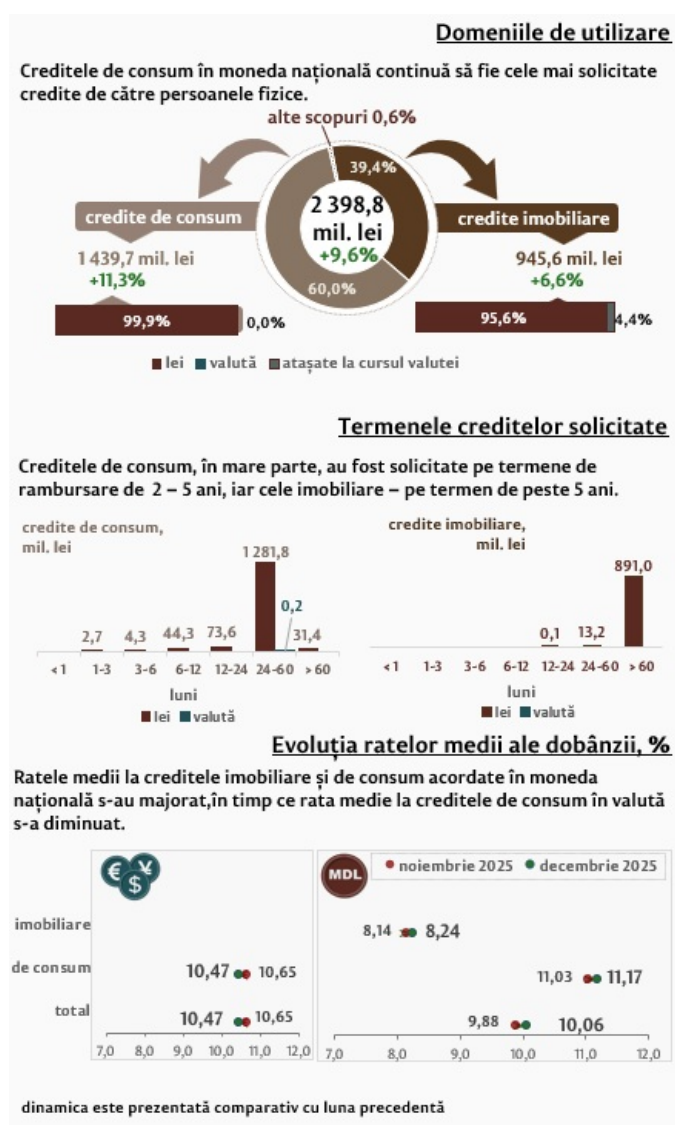 Domeniile de utilizare
Creditele de consum în moneda națională continuă să fie cele mai solicitate
credite de către persoanele fizice.
alte scopuri 0,6%
39,4%
2 398,8
mil. lei
+9,6%
60,0%
credite de consum
1 439,7 mil. lei
+11,3%
99,9%
0,0%
credite imobiliare
945,6 mil. lei
+6,6%
95,6%
4,4%
lei valută atașate la cursul valutei
Termenele creditelor solicitate
Creditele de consum, în mare parte, au fost solicitate pe termene de
rambursare de 2 – 5 ani, iar cele imobiliare – pe termen de peste 5 ani.
credite de consum,
mil. lei
1 281,8
0,2
2,7 4,3 44,3 73,6 31,4
< 1 1-3 3-6 6-12 12-24 24-60 > 60
luni
lei valută
credite imobiliare,
mil. lei
891,0
0,1 13,2
< 1 1-3 3-6 6-12 12-24 24-60 > 60
luni
lei valută
Evoluția ratelor medii ale dobânzii, %
Ratele medii la creditele imobiliare și de consum acordate în moneda
națională s-au majorat,în timp ce rata medie la creditele de consum în valută
s-a diminuat.
€ ¥ $
MDL
noiembrie 2025 decembrie 2025
imobiliare
8,14 8,24
de consum
10,47 10,65
11,03 11,17
total
10,47 10,65
9,88 10,06
7,0 8,0 9,0 10,0 11,0 12,0
7,0 8,0 9,0 10,0 11,0 12,0
dinamica este prezentată comparativ cu luna precedentă